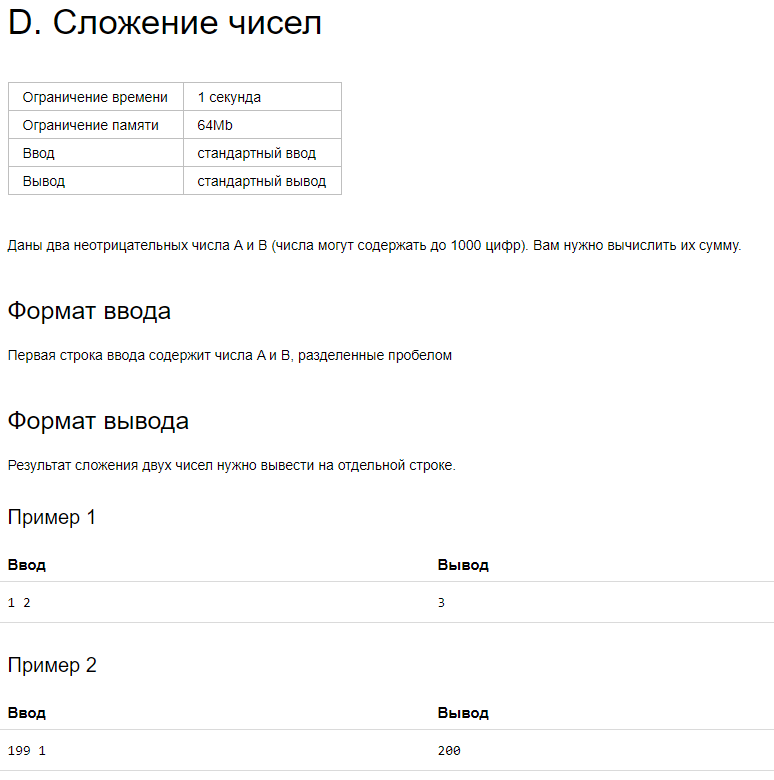 D. Сложение чисел
Ограничение времени 1 секунда
Ограничение памяти 64Mb
Ввод стандартный ввод
Вывод стандартный вывод
Даны два неотрицательных числа A и B (числа могут содержать до 1000 цифр). Вам нужно вычислить их сумму.
Формат ввода
Первая строка ввода содержит числа A и B, разделенные пробелом
Формат вывода
Результат сложения двух чисел нужно вывести на отдельной строке.
Пример 1
Ввод Вывод
1 2 3
Пример 2
Ввод Вывод
199 1 200